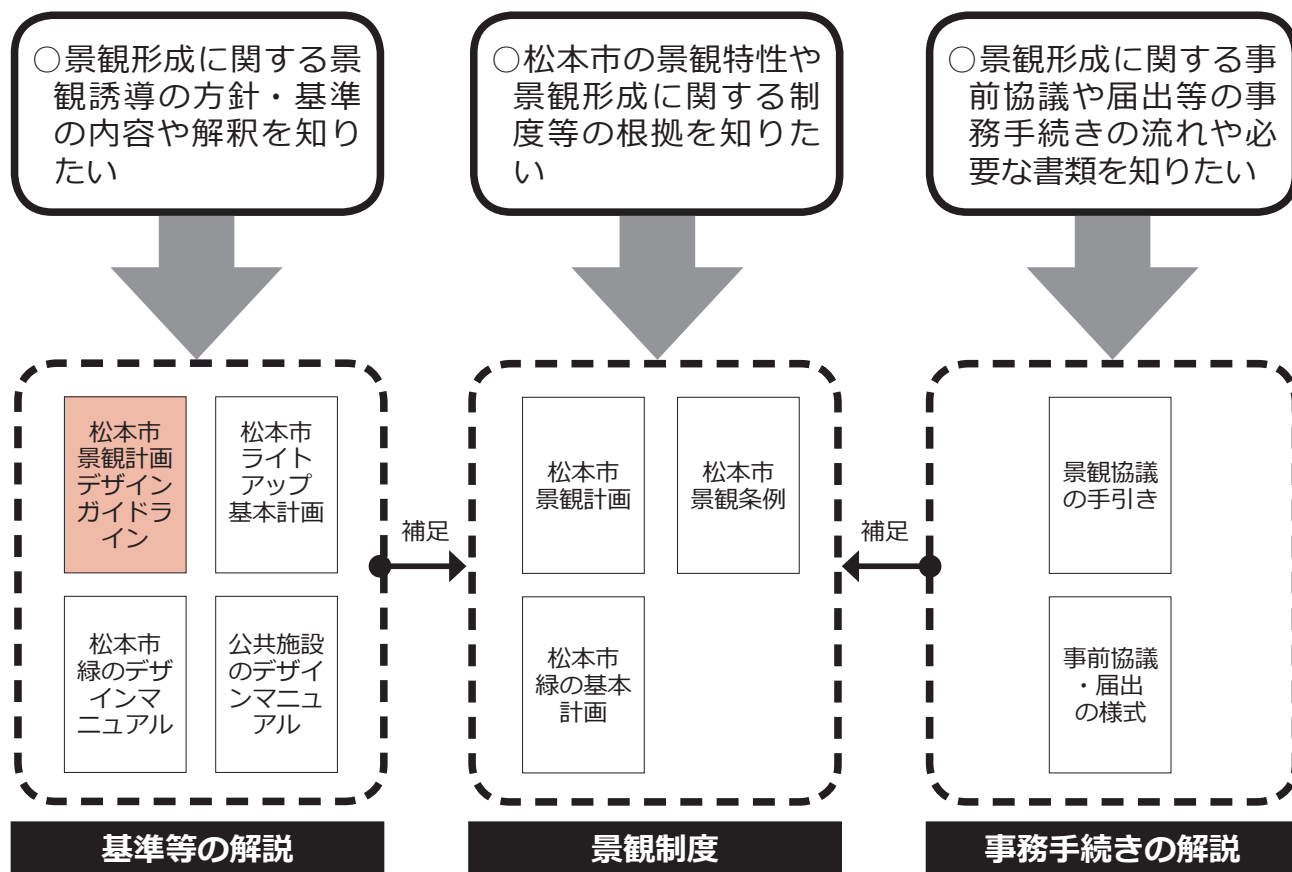 ○景観形成に関する景
観誘導の方針・基準
の内容や解釈を知り
たい
○松本市の景観特性や
景観形成に関する制
度等の根拠を知りた
い
○景観形成に関する事
前協議や届出等の事
務手続きの流れや必
要な書類を知りたい
松本市
景観計画
デザイン
ガイドラ
イン
松本市
ライト
アップ
基本計画
松本市
緑のデザ
インマ
ニュアル
公共施設
のデザイ
ンマニュ
アル
補足
松本市
景観計画
松本市
景観条例
松本市
緑の基本
計画
補足
景観協議
の手引き
事前協議
・届出
の様式
基準等の解説
景観制度
事務手続きの解説